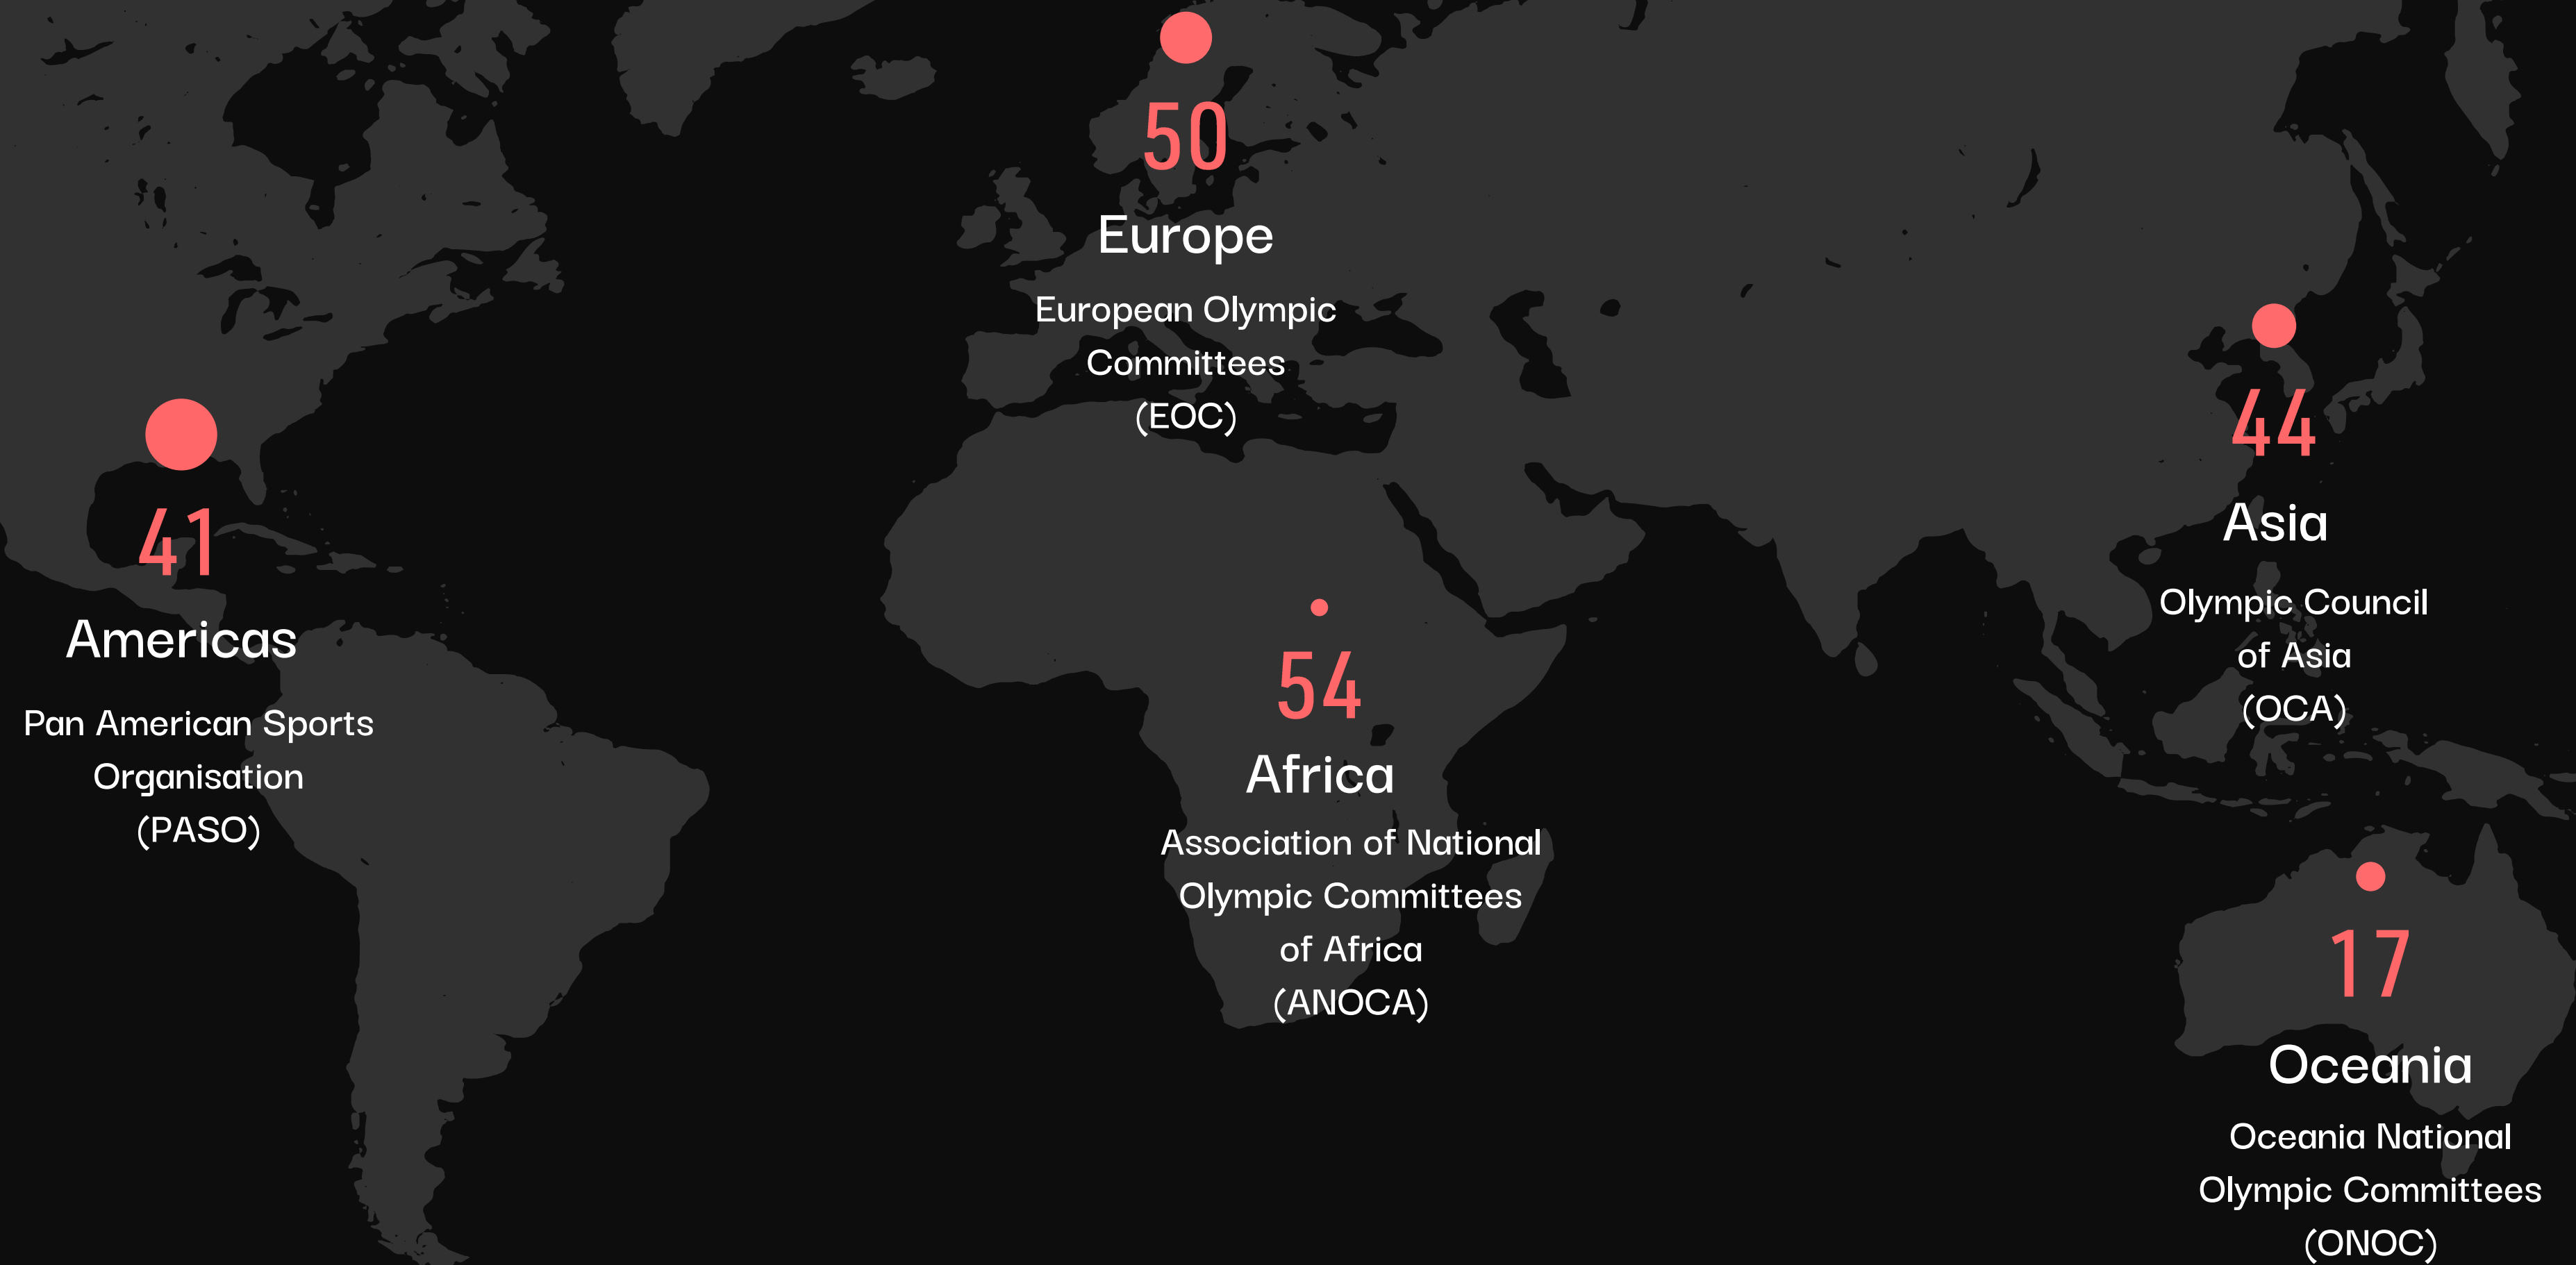 50
Europe
European Olympic
Committees
(EOC)
41
Americas
Pan American Sports
Organisation
(PASO)
54
Africa
Association of National
Olympic Committees
of Africa
(ANOCA)
44
Asia
Olympic Council
of Asia
(OCA)
17
Oceania
Oceania National
Olympic Committees
(ONOC)